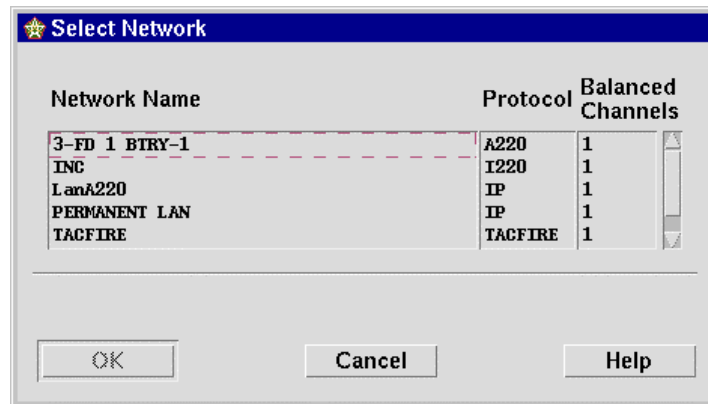 Select Network
Network Name Protocol Balanced Channels
3-FD 1 BTRY-1 A220 1
INC I220 1
LanA220 IP 1
PERMANENT LAN IP 1
TACFIRE TACFIRE 1
OK Cancel Help